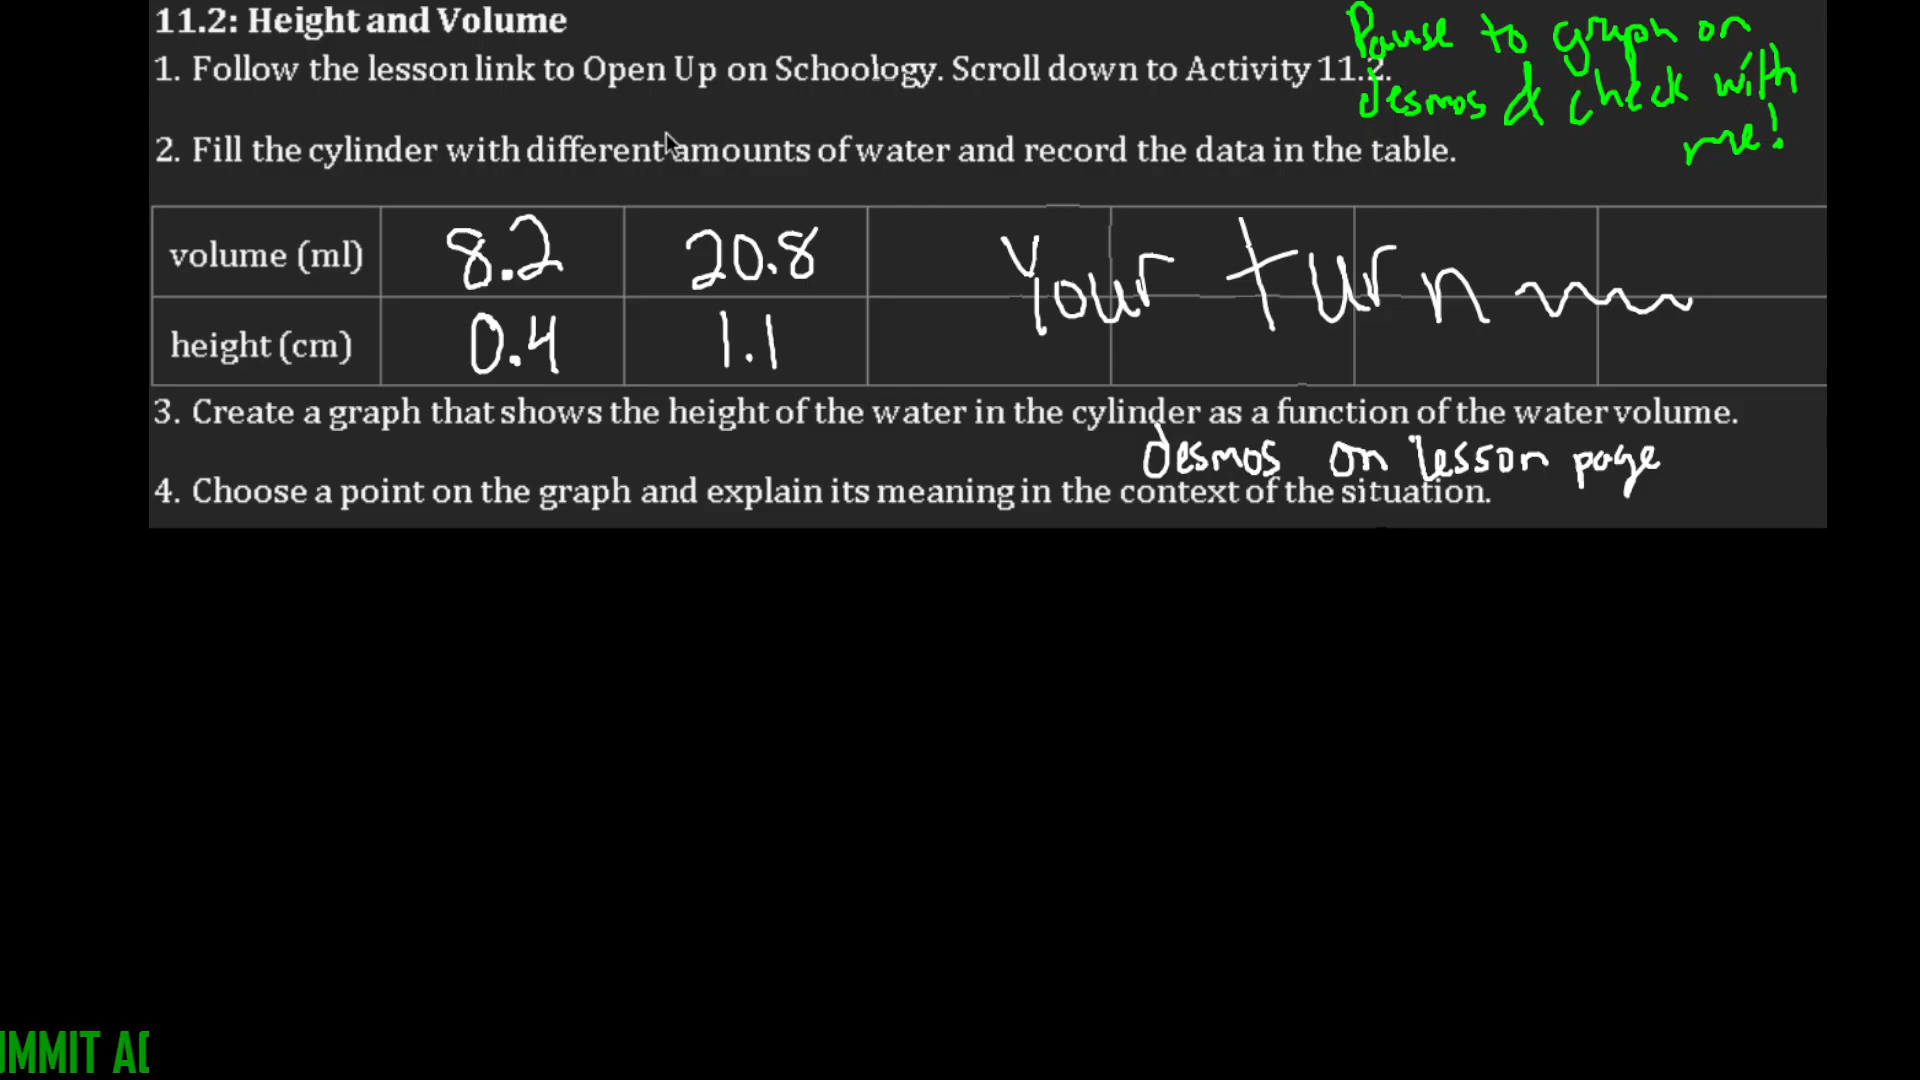 11.2: Height and Volume
Pause to graph on
desmos & check with
me!
1. Follow the lesson link to Open Up on Schoology. Scroll down to Activity 11.2.
2. Fill the cylinder with different amounts of water and record the data in the table.
volume (ml) 8.2 20.8
height (cm) 0.4 1.1
Your turn
3. Create a graph that shows the height of the water in the cylinder as a function of the water volume.
desmos on lesson page
4. Choose a point on the graph and explain its meaning in the context of the situation.
UMMIT AC